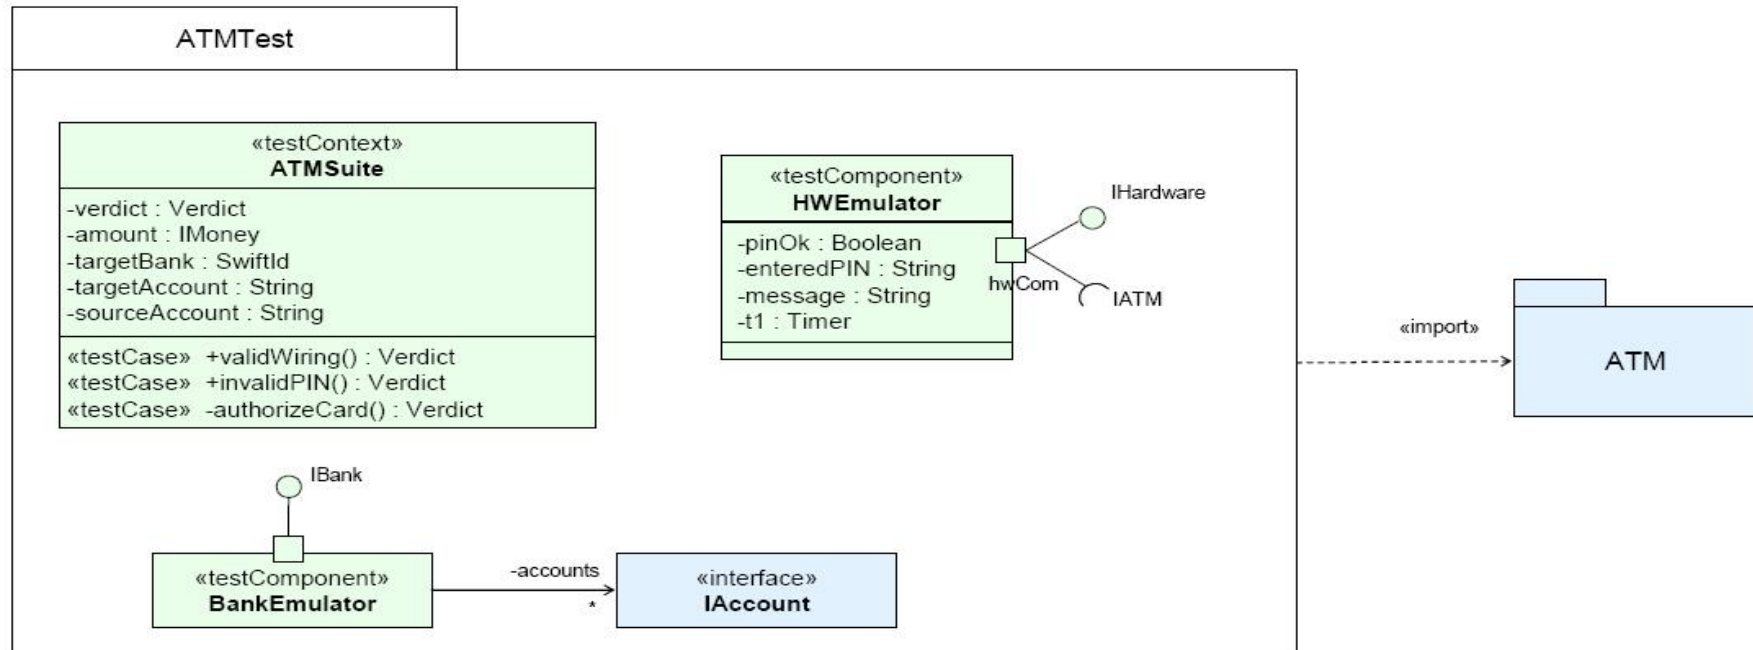 ATMTest
«testContext»
ATMSuite
-verdict : Verdict
-amount : IMoney
-targetBank : SwiftId
-targetAccount : String
-sourceAccount : String
«testCase» +validWiring() : Verdict
«testCase» +invalidPIN() : Verdict
«testCase» -authorizeCard() : Verdict
«testComponent»
HWEmulator
-pinOk : Boolean
-enteredPIN : String
-message : String
-t1 : Timer
hwCom
IHardware
IATM
«import»
ATM
IBank
«testComponent»
BankEmulator
-accounts
*
«interface»
IAccount